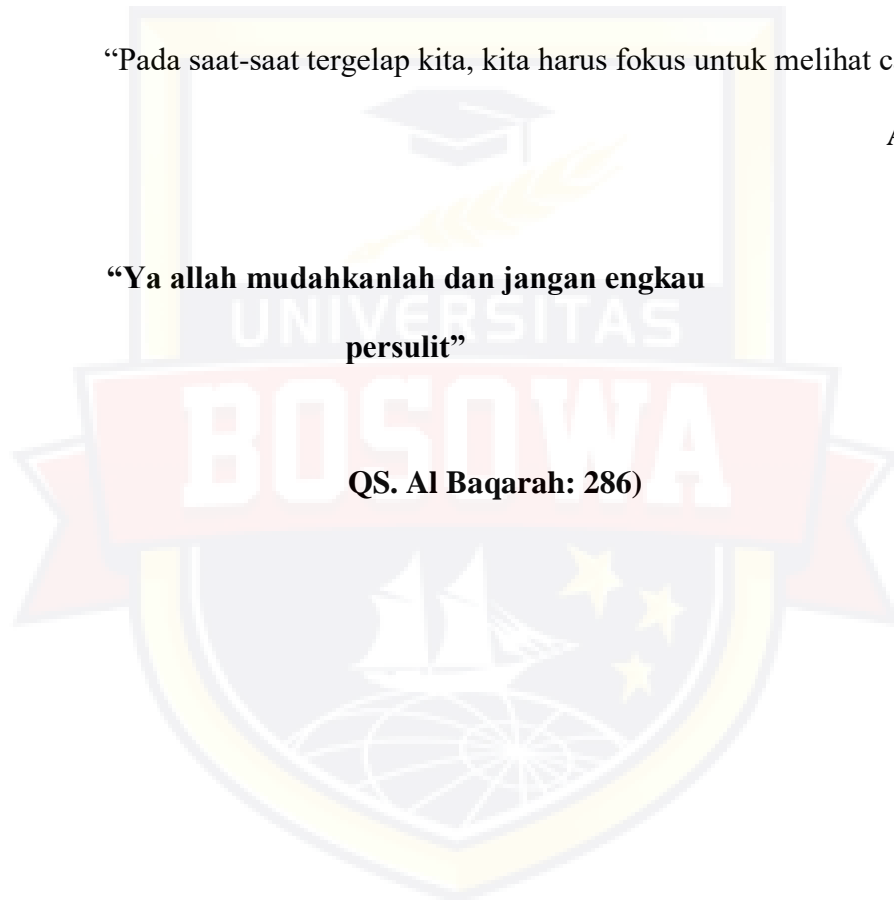 “Pada saat-saat tergelap kita, kita harus fokus untuk melihat
“Ya allah mudahkanlah dan jangan engkau
UNIVERSITAS
persulit”
BOSOWA
QS. Al Baqarah: 286)